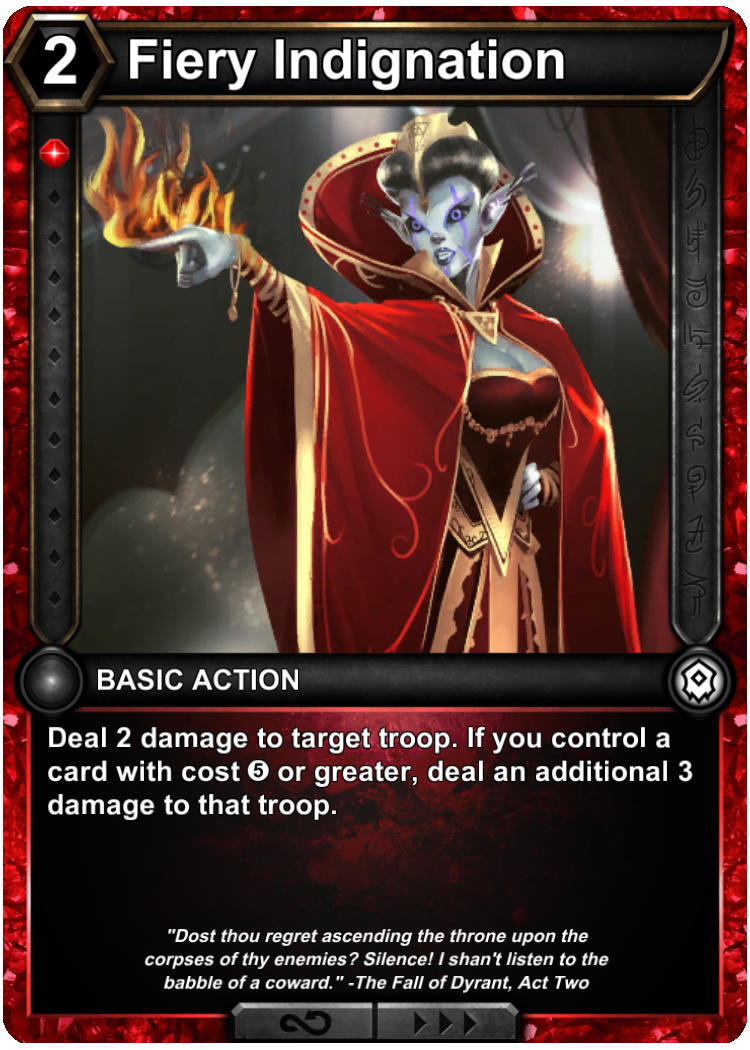 2
Fiery Indignation
BASIC ACTION
Deal 2 damage to target troop. If you control a
card with cost ❺ or greater, deal an additional 3
damage to that troop.
"Dost thou regret ascending the throne upon the
corpses of thy enemies? Silence! I shan't listen to the
babble of a coward." -The Fall of Dyrant, Act Two